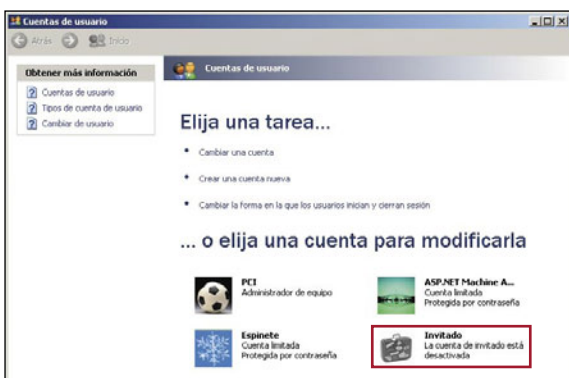 Cuentas de usuario
Atrás
Inicio
Obtener más información
Cuentas de usuario
Tipos de cuenta de usuario
Cambiar de usuario
Cuentas de usuario
Elija una tarea...
Cambiar una cuenta
Crear una cuenta nueva
Cambiar la forma en la que los usuarios inician y cierran sesión
... o elija una cuenta para modificarla
PCI
Administrador de equipo
ASP.NET Machine A...
Cuenta limitada
Protegida por contraseña
Espinete
Cuenta limitada
Protegida por contraseña
Invitado
La cuenta de invitado está
desactivada